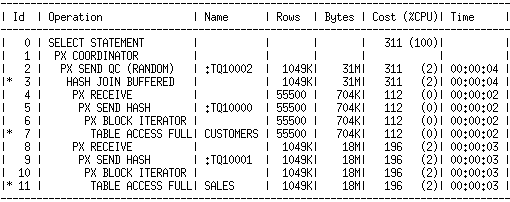 | Id | Operation | Name | Rows | Bytes | Cost (%CPU)| Time |
| 0 | SELECT STATEMENT | | | | 311 (100)| |
| 1 | PX COORDINATOR | | | | | |
| 2 | PX SEND QC (RANDOM) | :TQ10002 | 1049K| 31M| 311 (2)| 00:00:04 |
|* 3 | HASH JOIN BUFFERED | | 1049K| 31M| 311 (2)| 00:00:04 |
| 4 | PX RECEIVE | | 55500 | 704K| 112 (0)| 00:00:02 |
| 5 | PX SEND HASH | :TQ10000 | 55500 | 704K| 112 (0)| 00:00:02 |
| 6 | PX BLOCK ITERATOR | | 55500 | 704K| 112 (0)| 00:00:02 |
|* 7 | TABLE ACCESS FULL| CUSTOMERS | 55500 | 704K| 112 (0)| 00:00:02 |
| 8 | PX RECEIVE | | 1049K| 18M| 196 (2)| 00:00:03 |
| 9 | PX SEND HASH | :TQ10001 | 1049K| 18M| 196 (2)| 00:00:03 |
| 10 | PX BLOCK ITERATOR | | 1049K| 18M| 196 (2)| 00:00:03 |
|* 11 | TABLE ACCESS FULL| SALES | 1049K| 18M| 196 (2)| 00:00:03 |